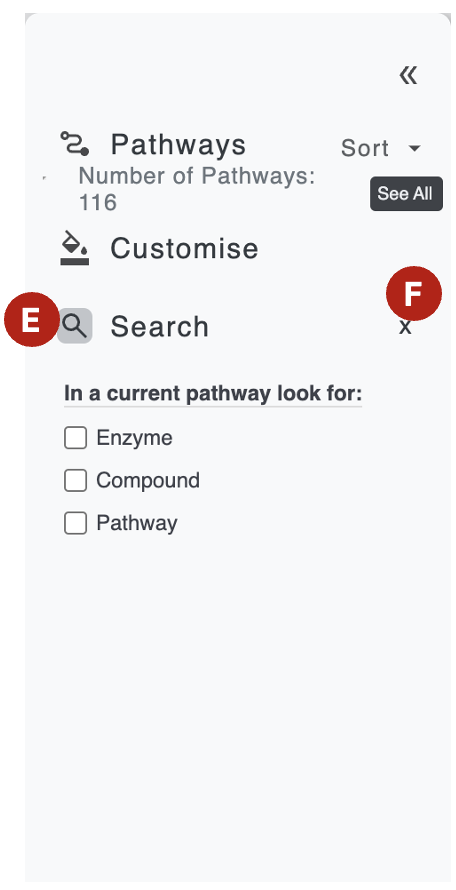 «
Pathways Sort
Number of Pathways:
116 See All
Customise
F
E Search x
In a current pathway look for:
Enzyme
Compound
Pathway